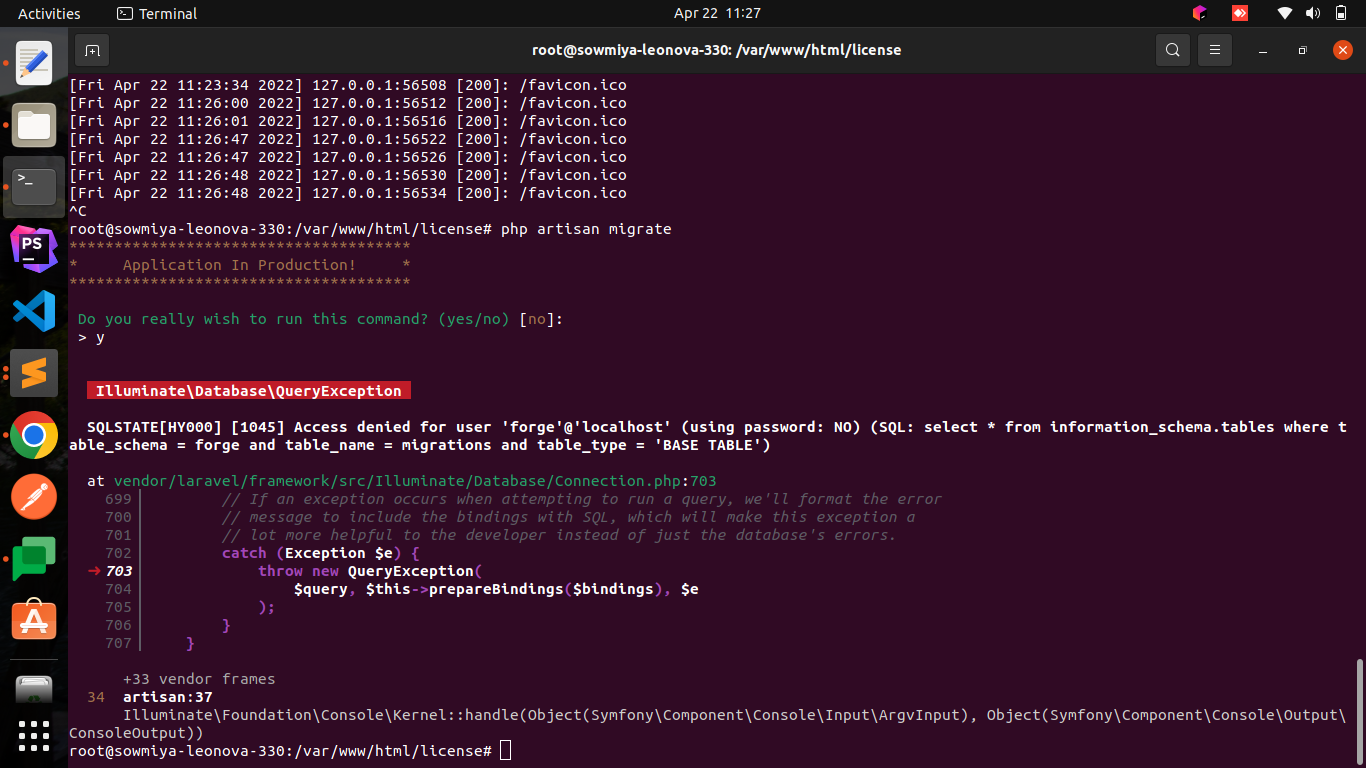 Activities Terminal Apr 22 11:27
root@sowmiya-leonova-330: /var/www/html/license
[Fri Apr 22 11:23:34 2022] 127.0.0.1:56508 [200]: /favicon.ico
[Fri Apr 22 11:26:00 2022] 127.0.0.1:56512 [200]: /favicon.ico
[Fri Apr 22 11:26:01 2022] 127.0.0.1:56516 [200]: /favicon.ico
[Fri Apr 22 11:26:47 2022] 127.0.0.1:56522 [200]: /favicon.ico
[Fri Apr 22 11:26:47 2022] 127.0.0.1:56526 [200]: /favicon.ico
[Fri Apr 22 11:26:48 2022] 127.0.0.1:56530 [200]: /favicon.ico
[Fri Apr 22 11:26:48 2022] 127.0.0.1:56534 [200]: /favicon.ico
^C
root@sowmiya-leonova-330:/var/www/html/license# php artisan migrate
**************************************
*     Application In Production!     *
**************************************
Do you really wish to run this command? (yes/no) [no]:
> y
Illuminate\Database\QueryException
SQLSTATE[HY000] [1045] Access denied for user 'forge'@'localhost' (using password: NO) (SQL: select * from information_schema.tables where t
able_schema = forge and table_name = migrations and table_type = 'BASE TABLE')
at vendor/laravel/framework/src/Illuminate/Database/Connection.php:703
699 // If an exception occurs when attempting to run a query, we'll format the error
700 // message to include the bindings with SQL, which will make this exception a
701 // lot more helpful to the developer instead of just the database's errors.
702 catch (Exception $e) {
➜ 703 throw new QueryException(
704 $query, $this->prepareBindings($bindings), $e
705 );
706 }
707 }
+33 vendor frames
34 artisan:37
Illuminate\Foundation\Console\Kernel::handle(Object(Symfony\Component\Console\Input\ArgvInput), Object(Symfony\Component\Console\Output\
ConsoleOutput))
root@sowmiya-leonova-330:/var/www/html/license#
>_
PS